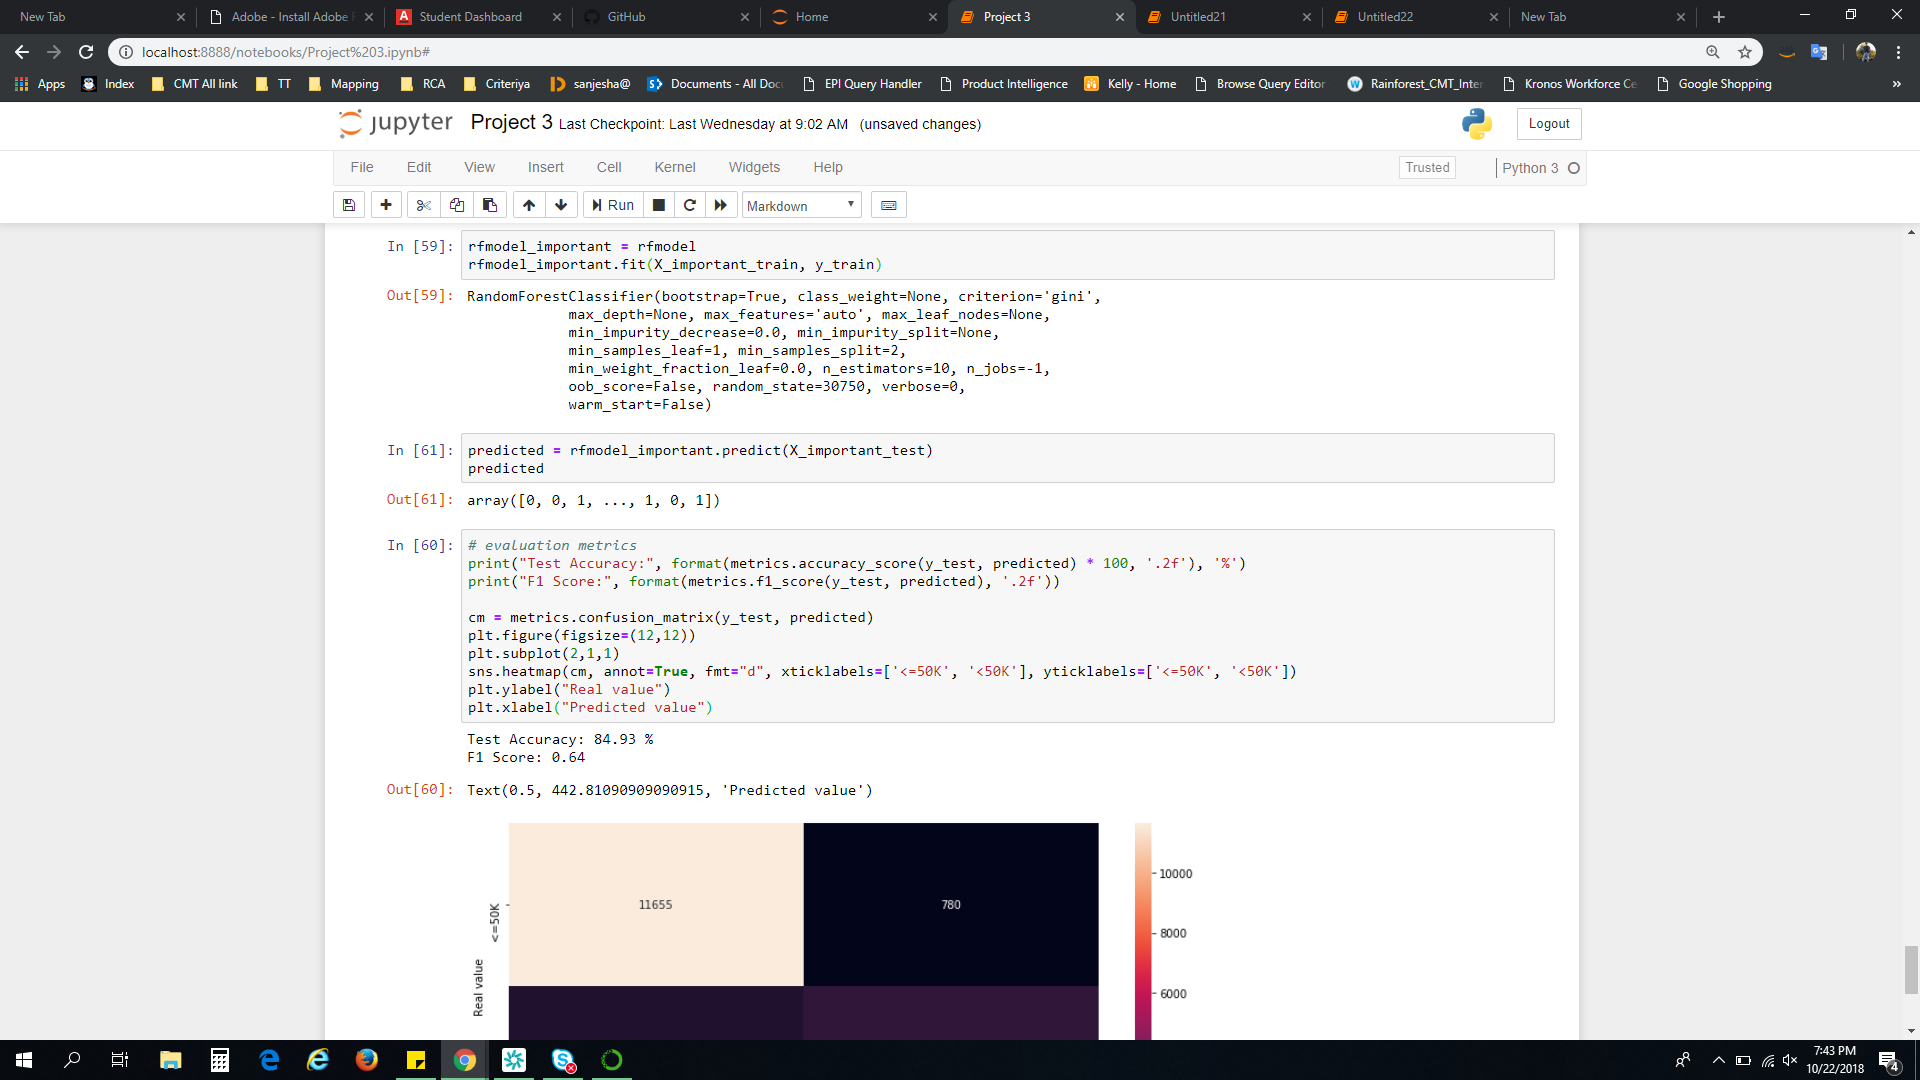 New Tab
Adobe - Install Adobe F
Student Dashboard
GitHub
Home
Project 3
Untitled21
Untitled22
New Tab
localhost:8888/notebooks/Project%203.ipynb#
Apps
Index
CMT All link
TT
Mapping
RCA
Criteriya
sanjesha@
Documents - All Doc
EPI Query Handler
Product Intelligence
Kelly - Home
Browse Query Editor
Rainforest_CMT_Inter
Kronos Workforce Ce
Google Shopping
»
jupyter Project 3 Last Checkpoint: Last Wednesday at 9:02 AM (unsaved changes)
Logout
File Edit View Insert Cell Kernel Widgets Help
Trusted
Python 3
Run
Markdown
In [59]: rfmodel_important = rfmodel
rfmodel_important.fit(X_important_train, y_train)
Out[59]: RandomForestClassifier(bootstrap=True, class_weight=None, criterion='gini',
max_depth=None, max_features='auto', max_leaf_nodes=None,
min_impurity_decrease=0.0, min_impurity_split=None,
min_samples_leaf=1, min_samples_split=2,
min_weight_fraction_leaf=0.0, n_estimators=10, n_jobs=-1,
oob_score=False, random_state=30750, verbose=0,
warm_start=False)
In [61]: predicted = rfmodel_important.predict(X_important_test)
predicted
Out[61]: array([0, 0, 1, ..., 1, 0, 1])
In [60]: # evaluation metrics
print("Test Accuracy:", format(metrics.accuracy_score(y_test, predicted) * 100, '.2f'), '%')
print("F1 Score:", format(metrics.f1_score(y_test, predicted), '.2f'))
cm = metrics.confusion_matrix(y_test, predicted)
plt.figure(figsize=(12,12))
plt.subplot(2,1,1)
sns.heatmap(cm, annot=True, fmt="d", xticklabels=['<=50K', '<50K'], yticklabels=['<=50K', '<50K'])
plt.ylabel("Real value")
plt.xlabel("Predicted value")
Test Accuracy: 84.93 %
F1 Score: 0.64
Out[60]: Text(0.5, 442.81090909090915, 'Predicted value')
11655
780
<=50K
Real value
10000
8000
6000
7:43 PM
10/22/2018
4